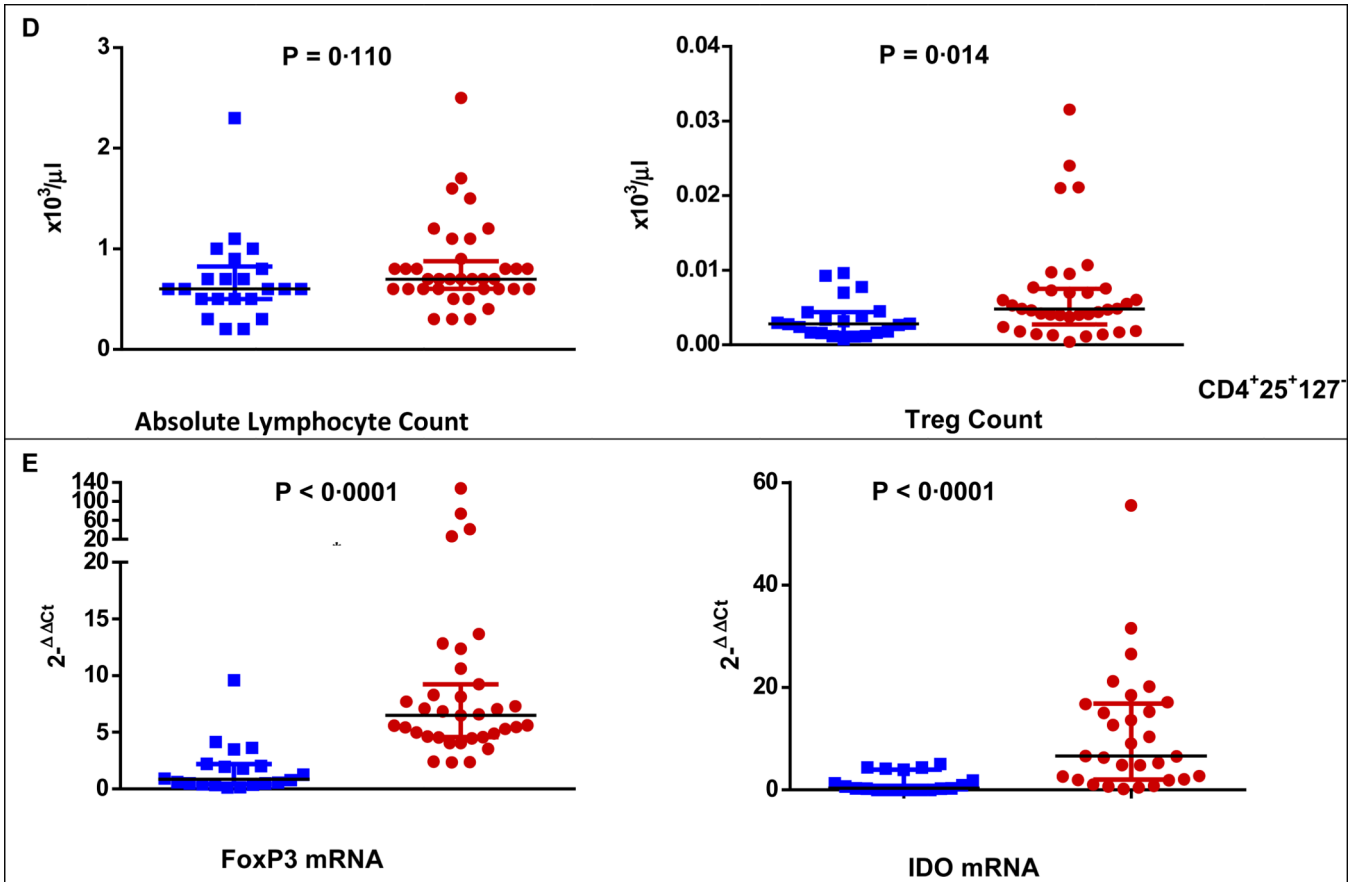 D
P = 0·110
3
2
1
0
x10³/µl
Absolute Lymphocyte Count
P = 0·014
0.04
0.03
0.02
0.01
0.00
x10³/µl
CD4⁺25⁺127⁻
Treg Count
E
P < 0·0001
140
100
60
20
20
15
10
5
0
2-ΔΔCt
FoxP3 mRNA
P < 0·0001
60
40
20
0
2-ΔΔCt
IDO mRNA